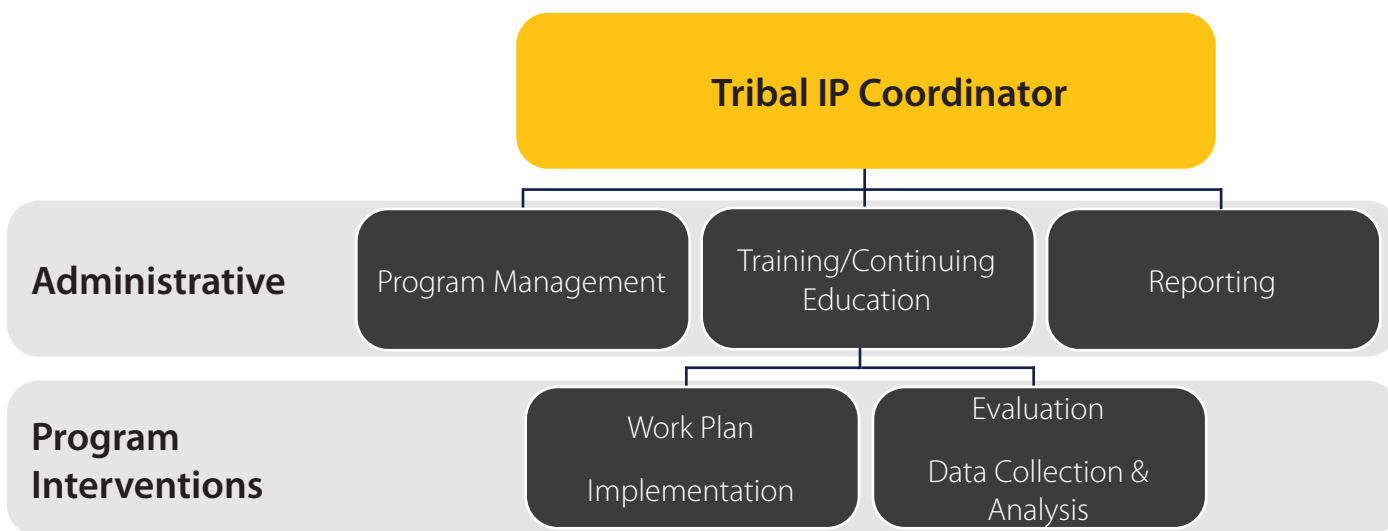 Tribal IP Coordinator
Administrative
Program Management
Training/Continuing
Education
Reporting
Program
Interventions
Work Plan
Implementation
Evaluation
Data Collection &
Analysis